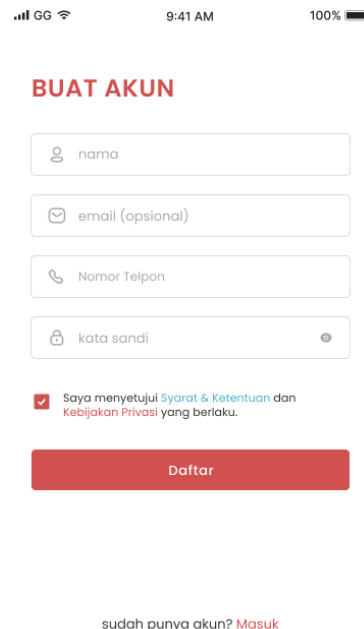 GG 9:41 AM 100%
BUAT AKUN
nama
email (opsional)
Nomor Telpon
kata sandi
Saya menyetujui Syarat & Ketentuan dan
Kebijakan Privasi yang berlaku.
Daftar
sudah punya akun? Masuk